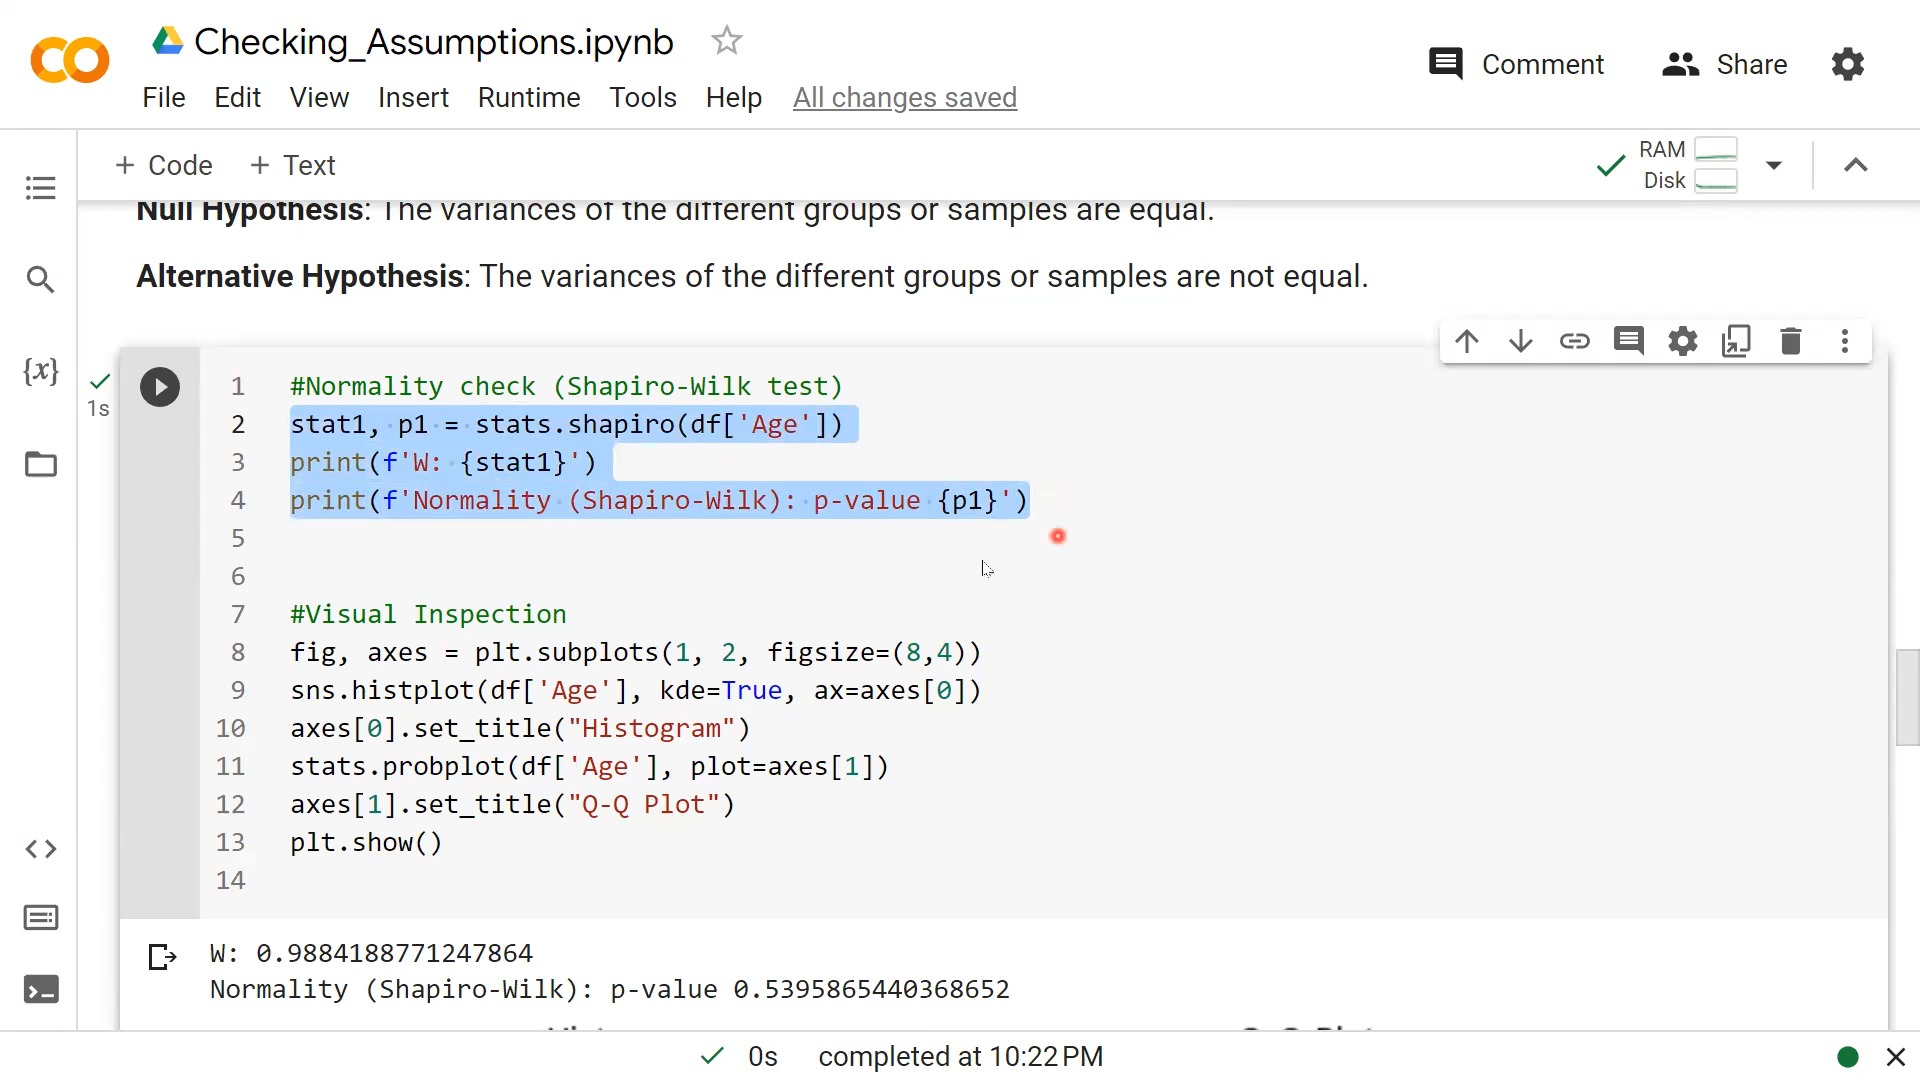 Checking_Assumptions.ipynb
Comment
Share
File Edit View Insert Runtime Tools Help All changes saved
+ Code + Text
RAM
Disk
Null Hypothesis: The variances of the different groups or samples are equal.
Alternative Hypothesis: The variances of the different groups or samples are not equal.
{x}
1s
1 #Normality check (Shapiro-Wilk test)
2 stat1, p1 = stats.shapiro(df['Age'])
3 print(f'W: {stat1}')
4 print(f'Normality (Shapiro-Wilk): p-value {p1}')
5
6
7 #Visual Inspection
8 fig, axes = plt.subplots(1, 2, figsize=(8,4))
9 sns.histplot(df['Age'], kde=True, ax=axes[0])
10 axes[0].set_title("Histogram")
11 stats.probplot(df['Age'], plot=axes[1])
12 axes[1].set_title("Q-Q Plot")
13 plt.show()
14
W: 0.9884188771247864
Normality (Shapiro-Wilk): p-value 0.5395865440368652
0s completed at 10:22 PM